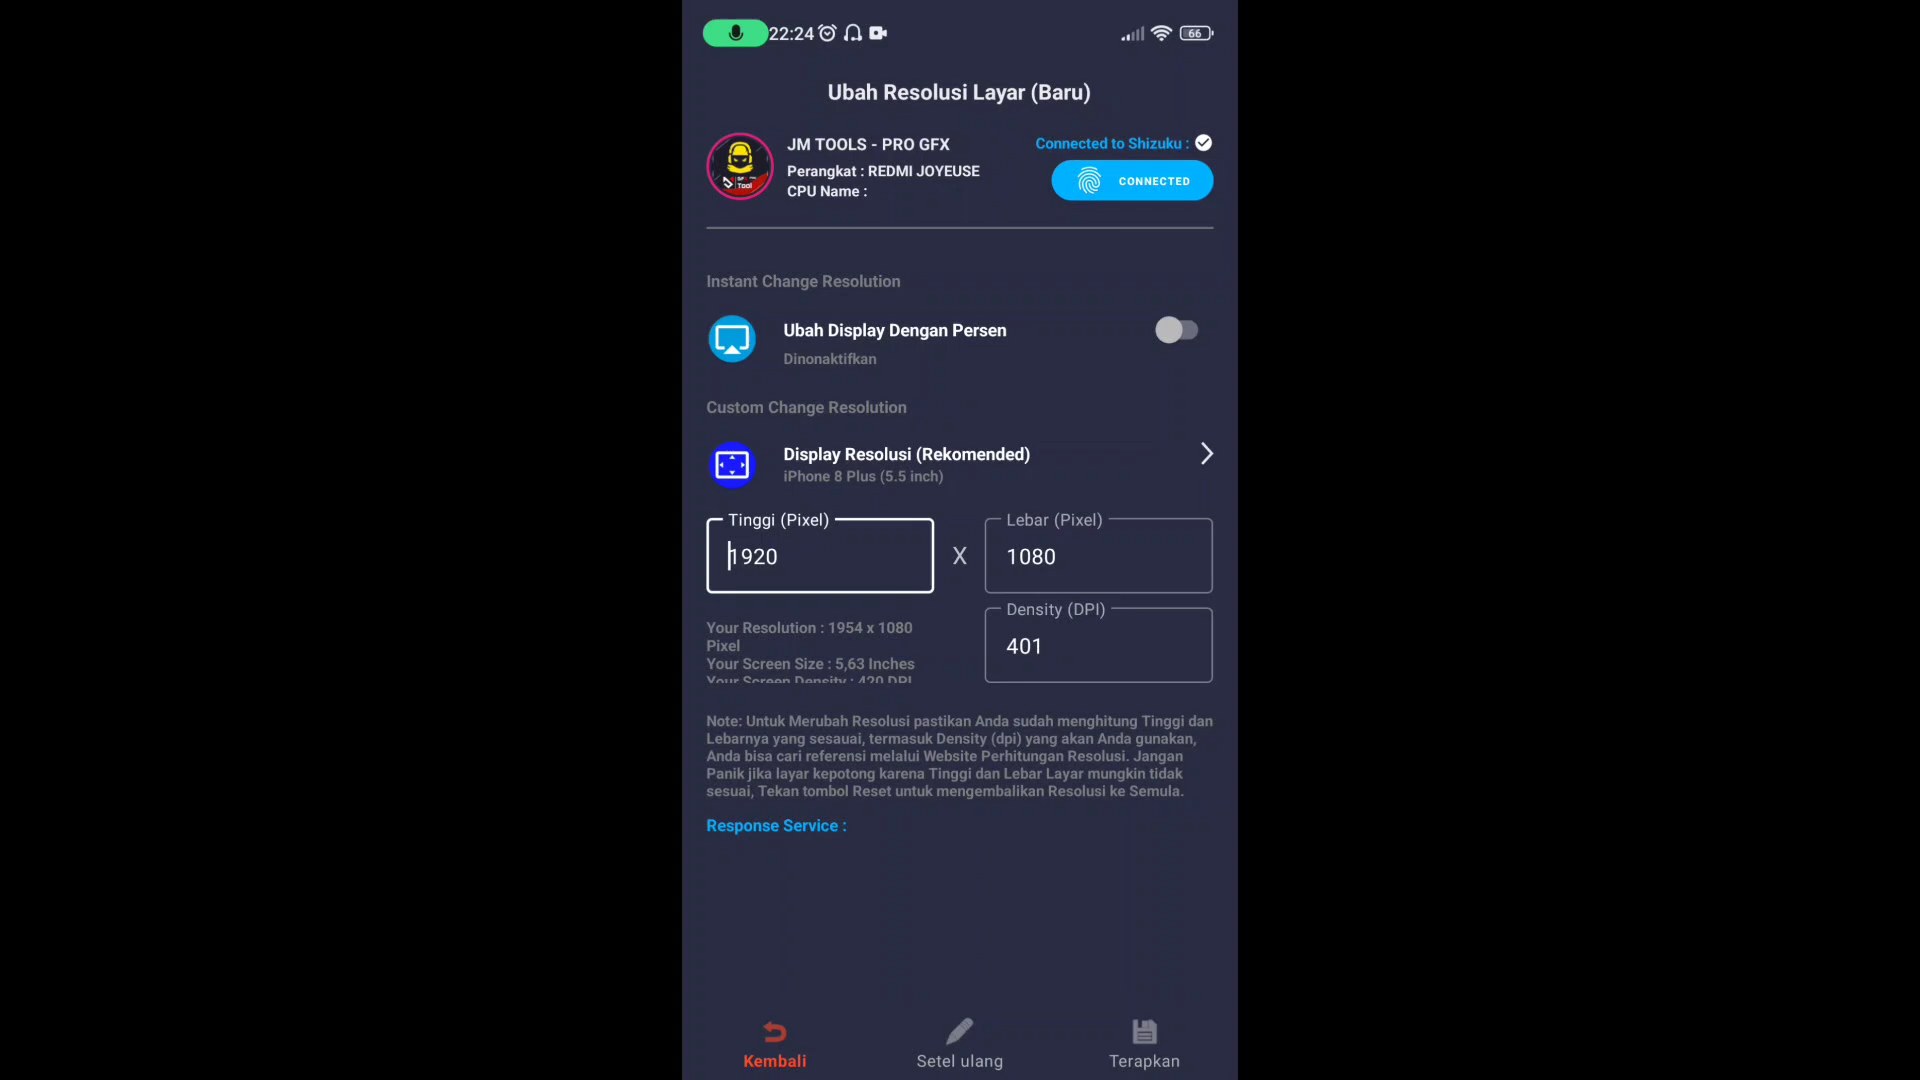 22:24
66
Ubah Resolusi Layar (Baru)
JM TOOLS - PRO GFX
Connected to Shizuku :
Perangkat : REDMI JOYEUSE
CONNECTED
CPU Name :
Instant Change Resolution
Ubah Display Dengan Persen
Dinonaktifkan
Custom Change Resolution
Display Resolusi (Rekomended)
iPhone 8 Plus (5.5 inch)
Tinggi (Pixel)
1920
X
Lebar (Pixel)
1080
Density (DPI)
401
Your Resolution : 1954 x 1080
Pixel
Your Screen Size : 5,63 Inches
Your Screen Density : 420 DPI
Note: Untuk Merubah Resolusi pastikan Anda sudah menghitung Tinggi dan
Lebarnya yang sesauai, termasuk Density (dpi) yang akan Anda gunakan,
Anda bisa cari referensi melalui Website Perhitungan Resolusi. Jangan
Panik jika layar kepotong karena Tinggi dan Lebar Layar mungkin tidak
sesuai, Tekan tombol Reset untuk mengembalikan Resolusi ke Semula.
Response Service :
Kembali
Setel ulang
Terapkan